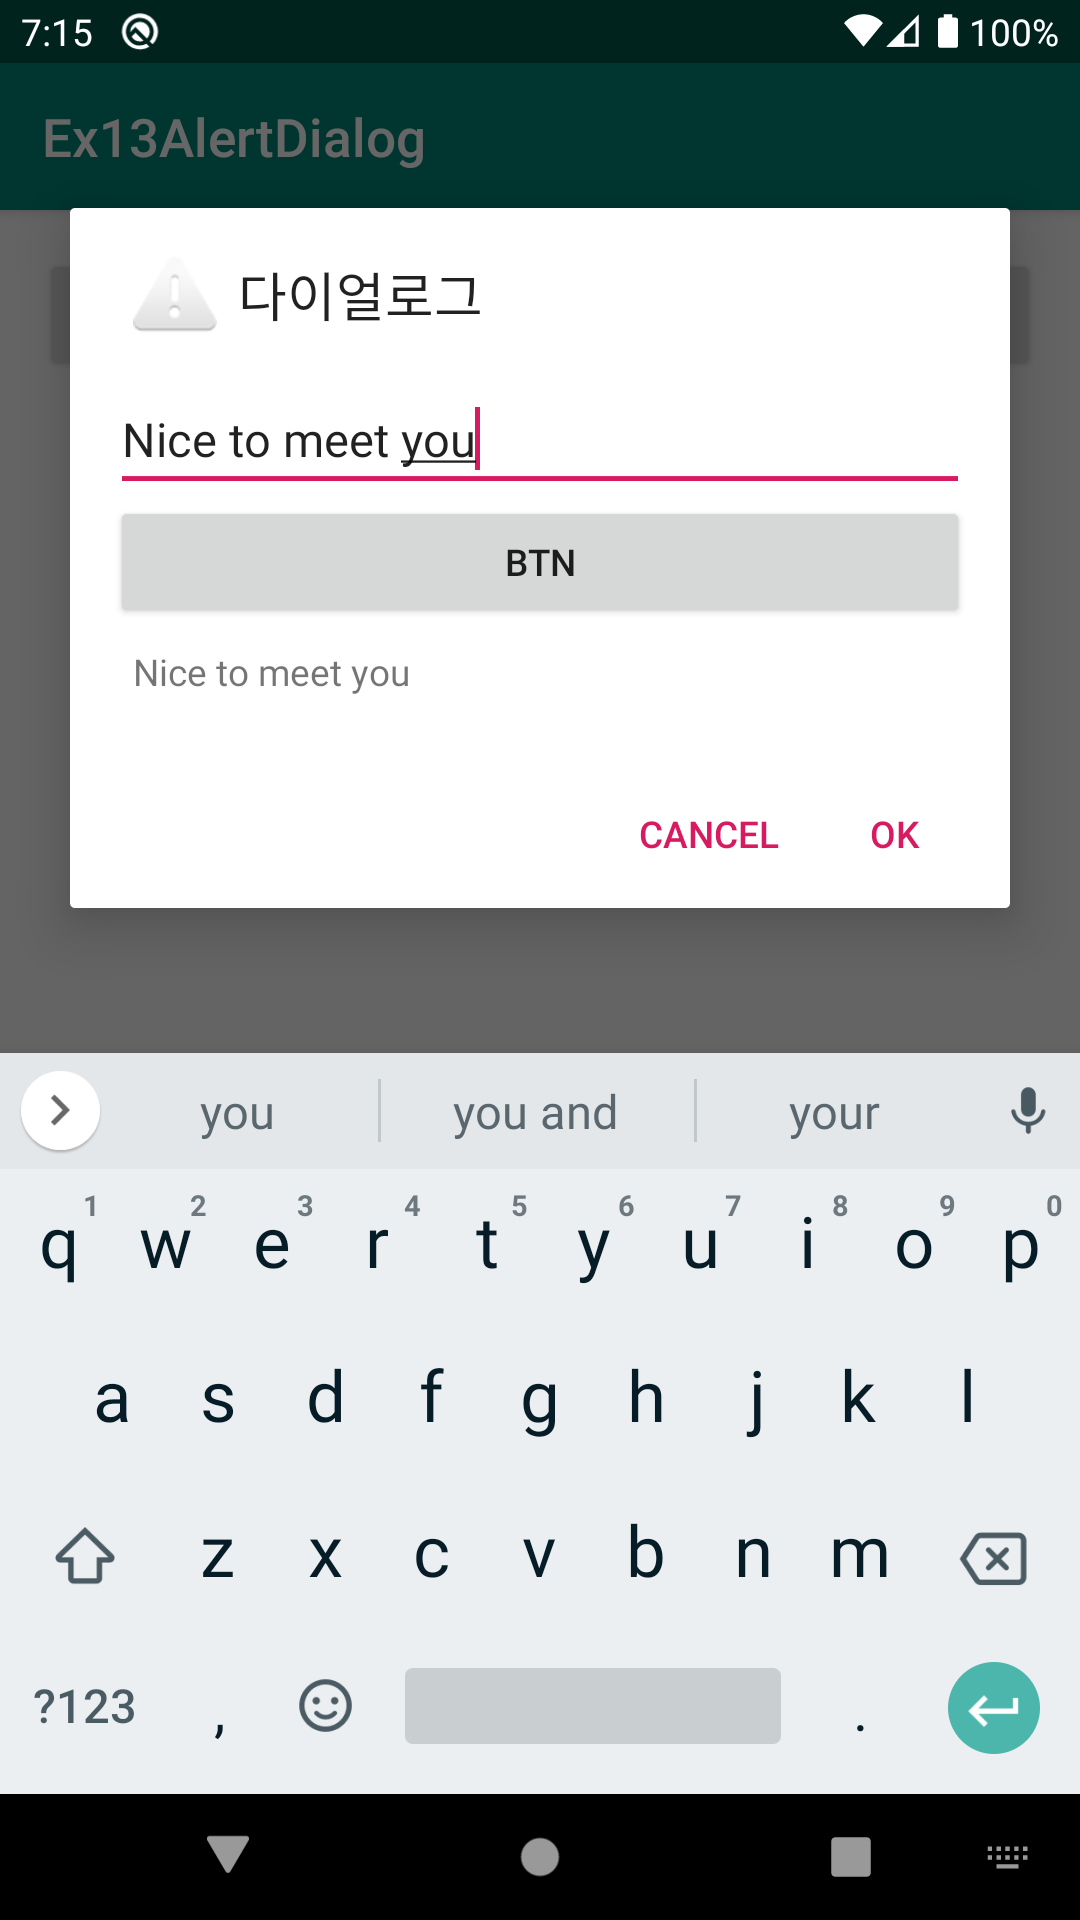 7:15 100%
Ex13AlertDialog
다이얼로그
Nice to meet you
BTN
Nice to meet you
CANCEL OK
you you and your
1 2 3 4 5 6 7 8 9 0
q w e r t y u i o p
a s d f g h j k l
z x c v b n m
?123 , .